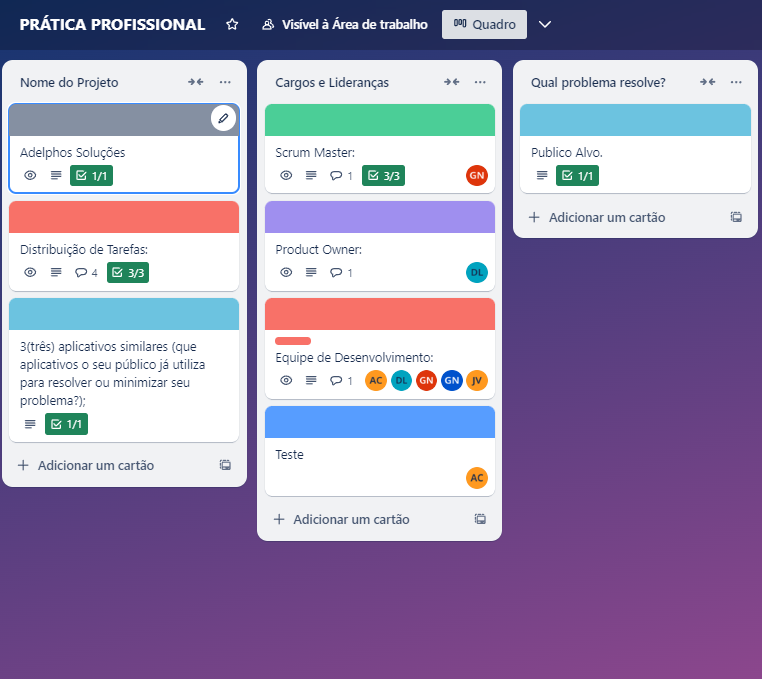 PRÁTICA PROFISSIONAL
Visível à Área de trabalho
Quadro
Nome do Projeto
Adelphos Soluções
1/1
Distribuição de Tarefas:
4
3/3
3(três) aplicativos similares (que
aplicativos o seu público já utiliza
para resolver ou minimizar seu
problema?);
1/1
Adicionar um cartão
Cargos e Lideranças
Scrum Master:
1
3/3
GN
Product Owner:
1
DL
Equipe de Desenvolvimento:
1
AC
DL
GN
GN
JV
Teste
AC
Adicionar um cartão
Qual problema resolve?
Publico Alvo.
1/1
Adicionar um cartão